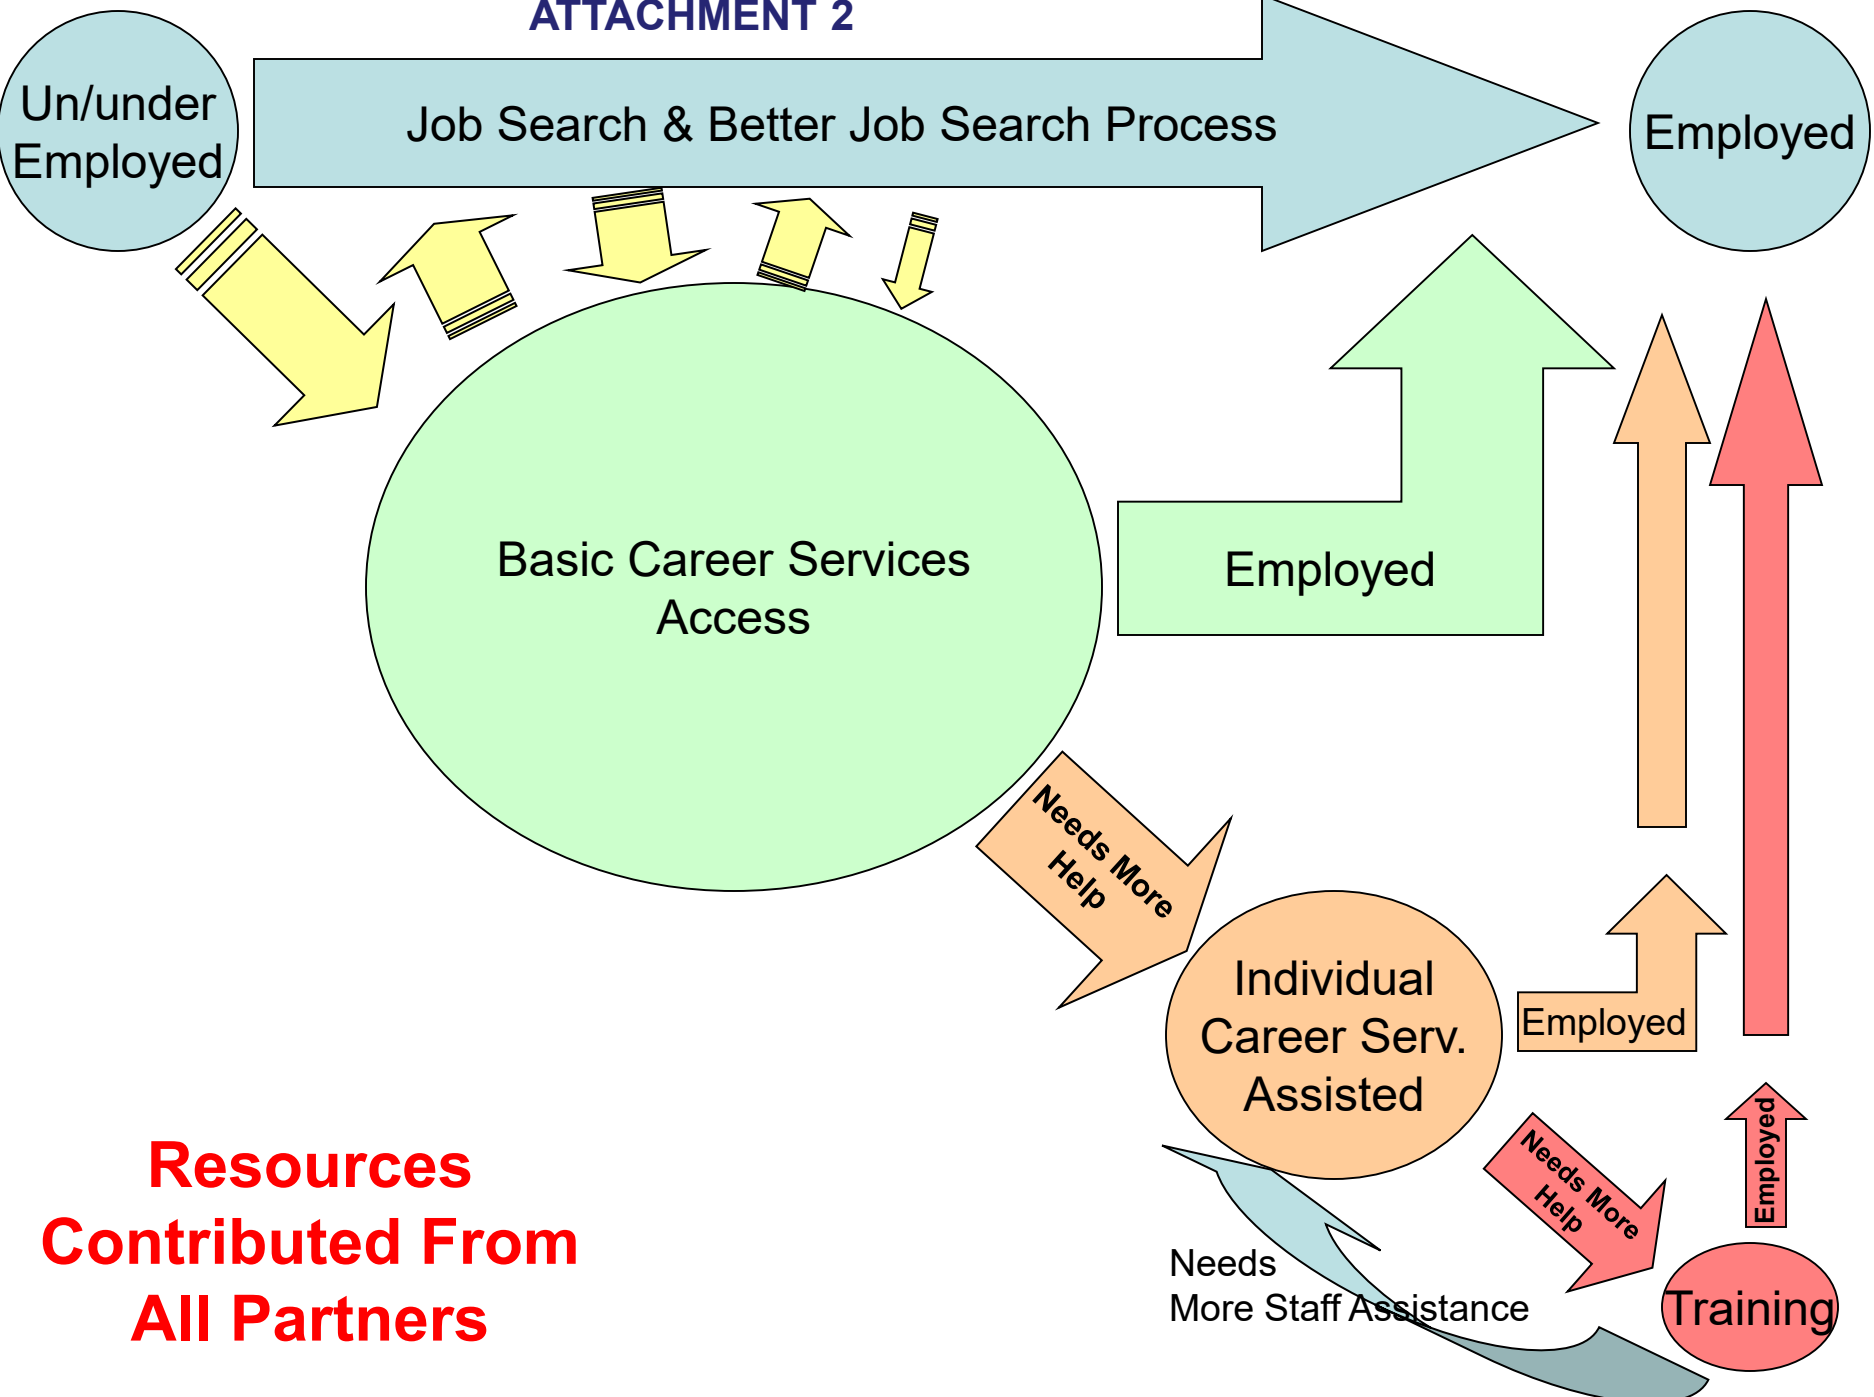 ATTACHMENT 2
Un/under
Employed
Job Search & Better Job Search Process
Employed
Basic Career Services
Access
Employed
Needs More
Help
Individual
Career Serv.
Assisted
Employed
Needs More
Help
Employed
Training
Needs
More Staff Assistance
Resources
Contributed From
All Partners